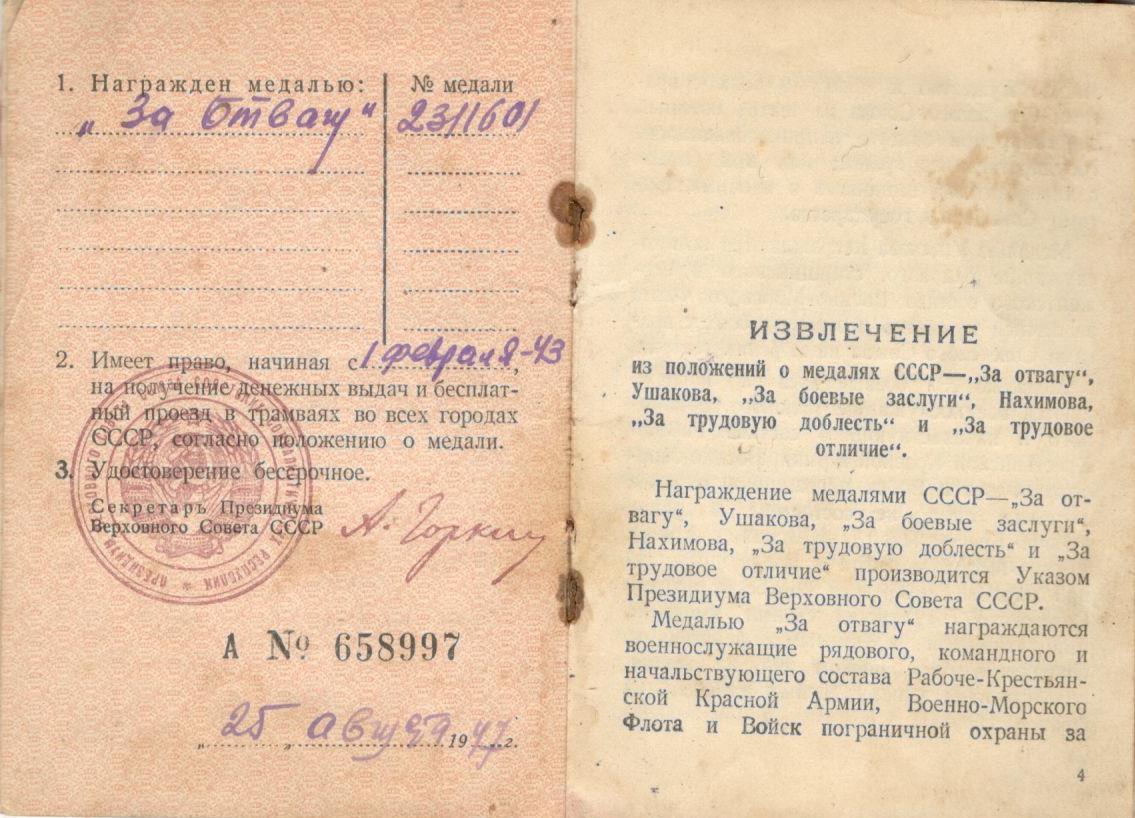 1. Награжден медалью:
№ медали
„За Отвагу"
2311601
2. Имеет право, начиная с 1 февраля-43,
на получение денежных выдач и бесплат-
ный проезд в трамваях во всех городах
СССР, согласно положению о медали.
3. Удостоверение бессрочное.
Секретарь Президиума
Верховного Совета СССР
А. Горкин
А № 658997
„25„ августа 1947 г.
ИЗВЛЕЧЕНИЕ
из положений о медалях СССР—„За отвагу“,
Ушакова, „За боевые заслуги“, Нахимова,
„За трудовую доблесть“ и „За трудовое
отличие“.
Награждение медалями СССР—„За от-
вагу“, Ушакова, „За боевые заслуги“,
Нахимова, „За трудовую доблесть“ и „За
трудовое отличие“ производится Указом
Президиума Верховного Совета СССР.
Медалью „За отвагу“ награждаются
военнослужащие рядового, командного и
начальствующего состава Рабоче-Крестьян-
ской Красной Армии, Военно-Морского
Флота и Войск пограничной охраны за
4